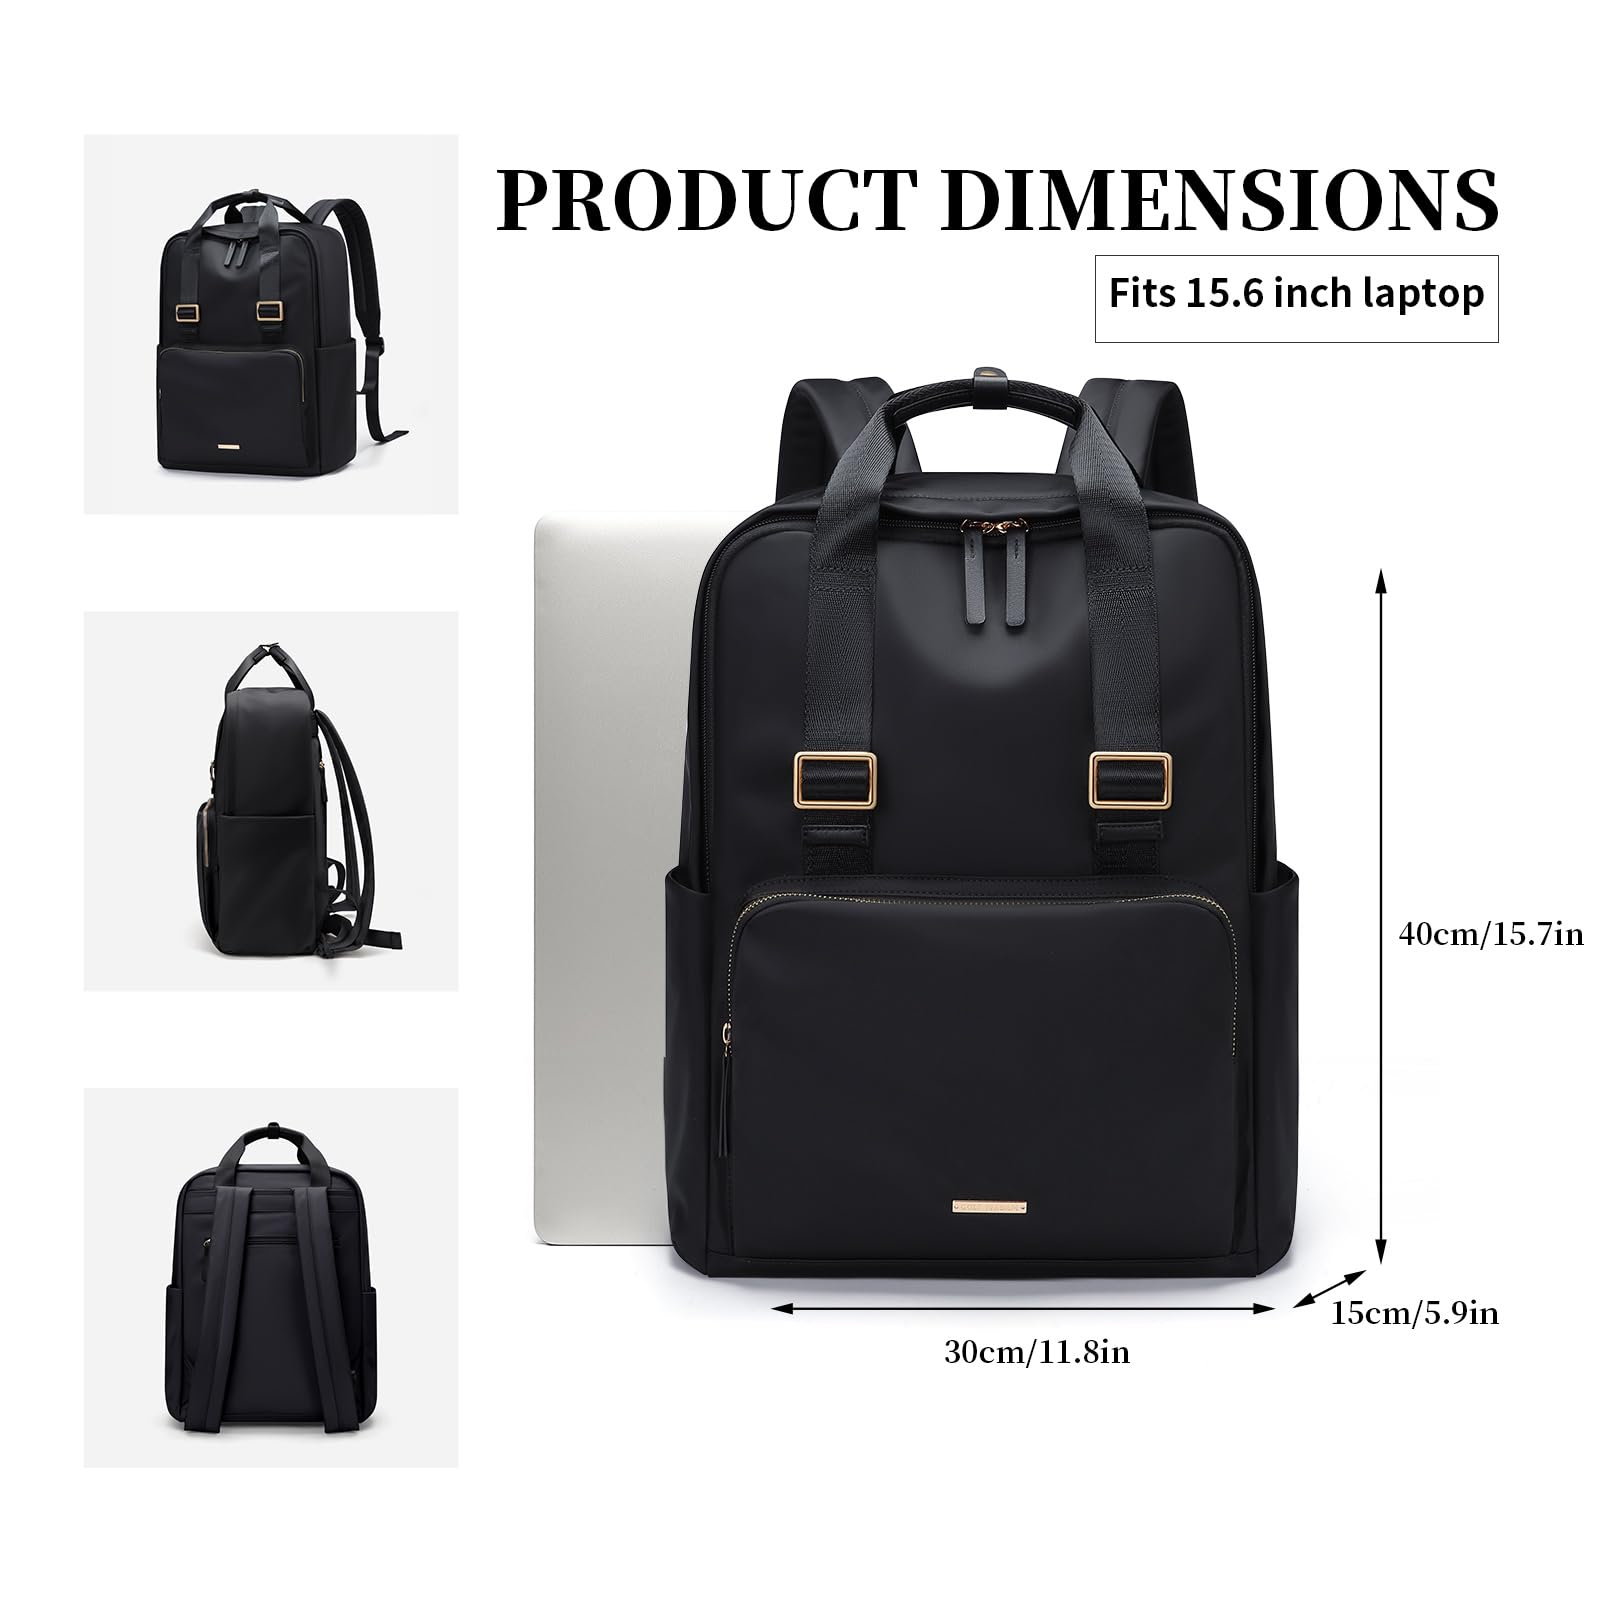 PRODUCT DIMENSIONS
Fits 15.6 inch laptop
40cm/15.7in
15cm/5.9in
30cm/11.8in